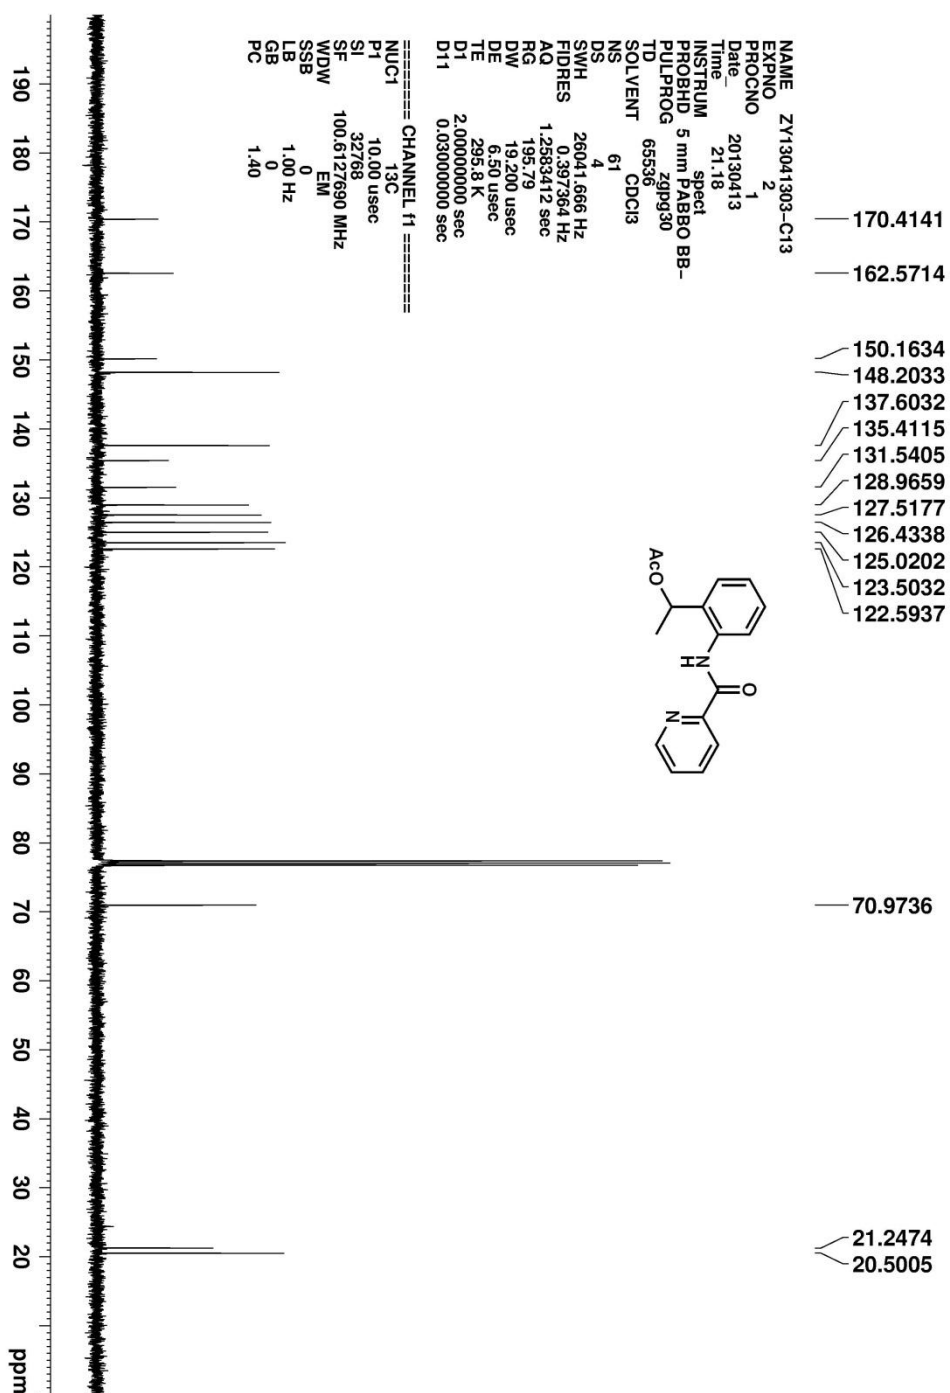 NAME ZY13041303-C13
EXPNO 2
PROCNO 1
Date_ 20130413
Time 21.18
INSTRUM spect
PROBHD 5 mm PABBO BB-
PULPROG zgpg30
TD 65536
SOLVENT CDCl3
NS 61
DS 4
SWH 26041.666 Hz
FIDRES 0.397364 Hz
AQ 1.2583412 sec
RG 195.79
DW 19.200 usec
DE 6.50 usec
TE 295.8 K
D1 2.00000000 sec
D11 0.03000000 sec
======== CHANNEL f1 ========
NUC1 13C
P1 10.00 usec
SI 32768
SF 100.6127690 MHz
WDW EM
SSB 0
LB 1.00 Hz
GB 0
PC 1.40
170.4141
162.5714
150.1634
148.2033
137.6032
135.4115
131.5405
128.9659
127.5177
126.4338
125.0202
123.5032
122.5937
70.9736
21.2474
20.5005
AcO
N
H
O
N
190 180 170 160 150 140 130 120 110 100 90 80 70 60 50 40 30 20 ppm